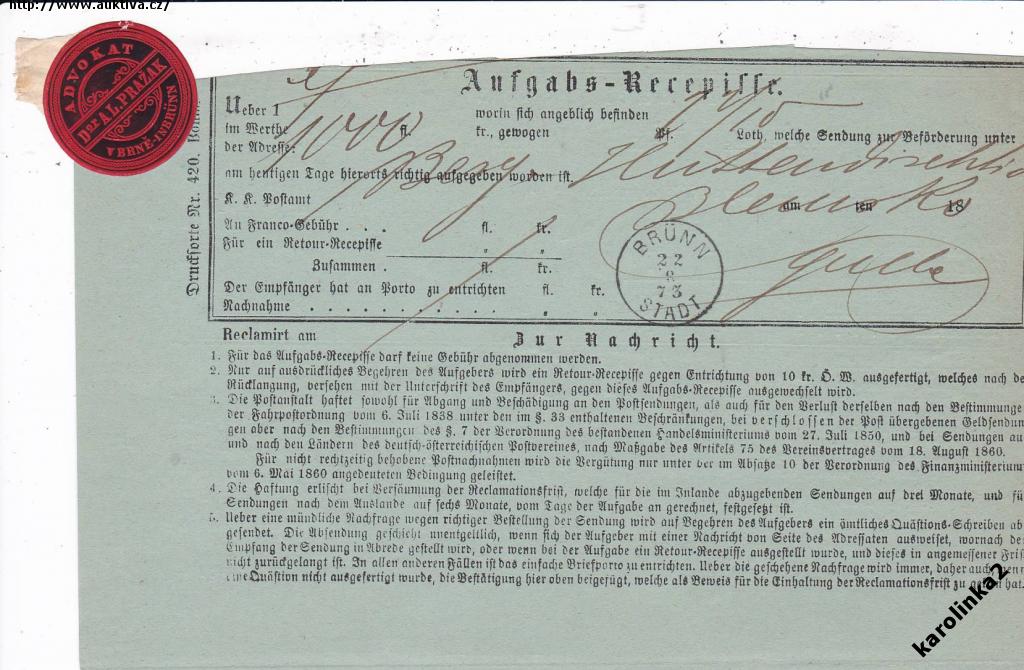 http://www.auktiva.cz/
ADVOKAT
Dor AL. PRAŽAK
V BRNĚ-IN BRÜNN
Druckforte Nr. 420.
Aufgabs-Recepisse.
Ueber 1 worin sich angeblich befinden
im Werthe 1000 fl. kr., gewogen Pf. Loth, welche Sendung zur Beförderung unter
der Adresse:
am heutigen Tage hierorts richtig aufgegeben worden ist.
K. K. Postamt am ten 18
An Franco-Gebühr . . . fl. kr.
Für ein Retour-Recepisse " "
Zusammen . fl. kr.
Der Empfänger hat an Porto zu entrichten fl. kr.
Nachnahme . . . . . . . . . . . " "
BRÜNN
22
8
73
STADT
Reclamirt am
Zur Nachricht.
1. Für das Aufgabs-Recepisse darf keine Gebühr abgenommen werden.
2. Nur auf ausdrückliches Begehren des Aufgebers wird ein Retour-Recepisse gegen Entrichtung von 10 kr. Ö. W. ausgefertigt, welches nach de
Rücklangung, versehen mit der Unterschrift des Empfängers, gegen dieses Aufgabs-Recepisse ausgewechselt wird.
3. Die Postanstalt haftet sowohl für Abgang und Beschädigung an den Postsendungen, als auch für den Verlust derselben nach den Bestimmunge
der Fahrpostordnung vom 6. Juli 1838 unter den im §. 33 enthaltenen Beschränkungen, bei verschlossen der Post übergebenen Geldsendun
gen aber nach den Bestimmungen des §. 7 der Verordnung des bestandenen Handelsministeriums vom 27. Juli 1850, und bei Sendungen au
und nach den Ländern des deutsch-österreichischen Postvereines, nach Maßgabe des Artikels 75 des Vereinsvertrages vom 18. August 1860.
Für nicht rechtzeitig behobene Postnachnahmen wird die Vergütung nur unter der im Absatze 10 der Verordnung des Finanzministerium
vom 6. Mai 1860 angedeuteten Bedingung geleistet.
4. Die Haftung erlischt bei Versäumung der Reclamationsfrist, welche für die im Inlande abzugebenden Sendungen auf drei Monate, und fü
Sendungen nach dem Auslande auf sechs Monate, vom Tage der Aufgabe an gerechnet, festgesetzt ist.
5. Ueber eine mündliche Nachfrage wegen richtiger Bestellung der Sendung wird auf Begehren des Aufgebers ein ämtliches Quästions-Schreiben ab
gesendet. Die Absendung geschieht unentgeltlich, wenn sich der Aufgeber mit einer Nachricht von Seite des Adressaten ausweiset, wornach de
Empfang der Sendung in Abrede gestellt wird, oder wenn bei der Aufgabe ein Retour-Recepisse ausgestellt wurde, und dieses in angemessener Fris
nicht zurückgelangt ist. In allen anderen Fällen ist das einfache Briefporto zu entrichten. Ueber die geschehene Nachfrage wird immer, daher auch wenn
eine Quästion nicht ausgefertigt wurde, die Bestätigung hier oben beigefügt, welche als Beweis für die Einhaltung der Reclamationsfrist zu gelten hat.
karolinka2